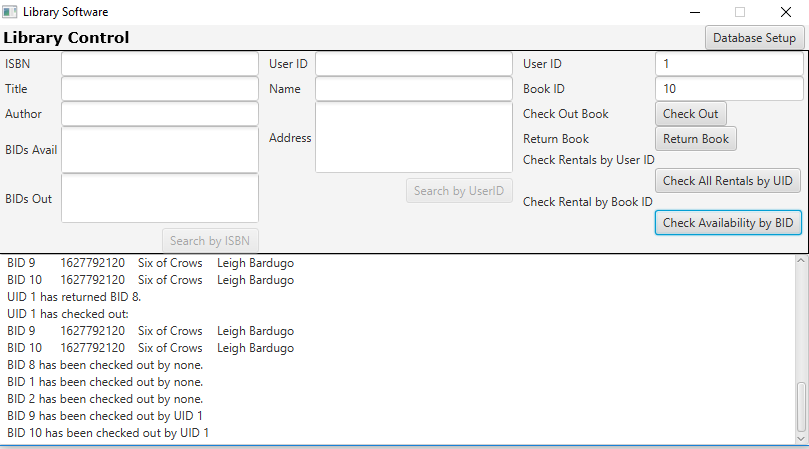 Library Software
Library Control
Database Setup
ISBN
Title
Author
BIDs Avail
BIDs Out
Search by ISBN
User ID
Name
Address
Search by UserID
User ID 1
Book ID 10
Check Out Book Check Out
Return Book Return Book
Check Rentals by User ID
Check All Rentals by UID
Check Rental by Book ID
Check Availability by BID
BID 9 1627792120 Six of Crows Leigh Bardugo
BID 10 1627792120 Six of Crows Leigh Bardugo
UID 1 has returned BID 8.
UID 1 has checked out:
BID 9 1627792120 Six of Crows Leigh Bardugo
BID 10 1627792120 Six of Crows Leigh Bardugo
BID 8 has been checked out by none.
BID 1 has been checked out by none.
BID 2 has been checked out by none.
BID 9 has been checked out by UID 1
BID 10 has been checked out by UID 1